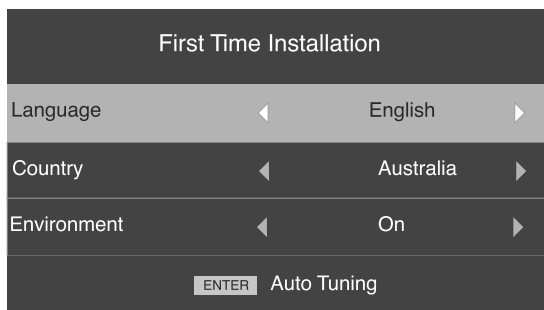 First Time Installation
Language English
Country Australia
Environment On
ENTER Auto Tuning